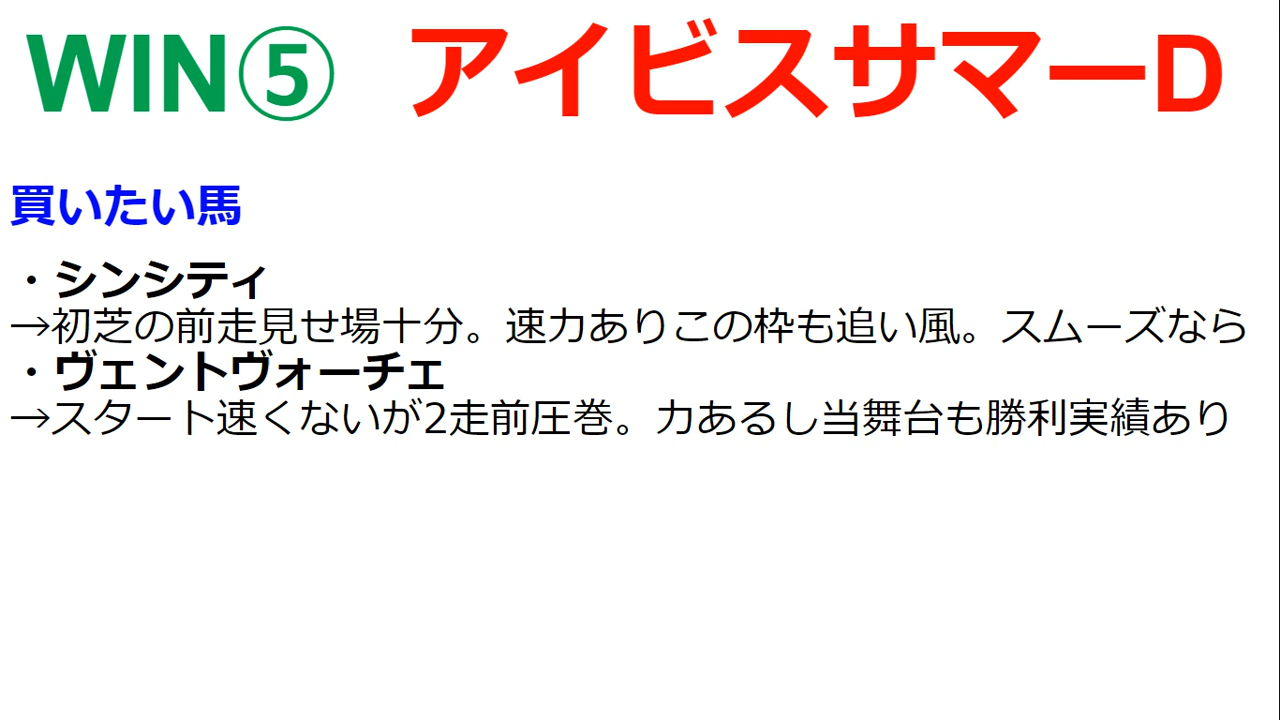 WIN⑤ アイビスサマーD
買いたい馬
・シンシティ
→初芝の前走見せ場十分。速力ありこの枠も追い風。スムーズなら
・ヴェントヴォーチェ
→スタート速くないが2走前圧巻。力あるし当舞台も勝利実績あり